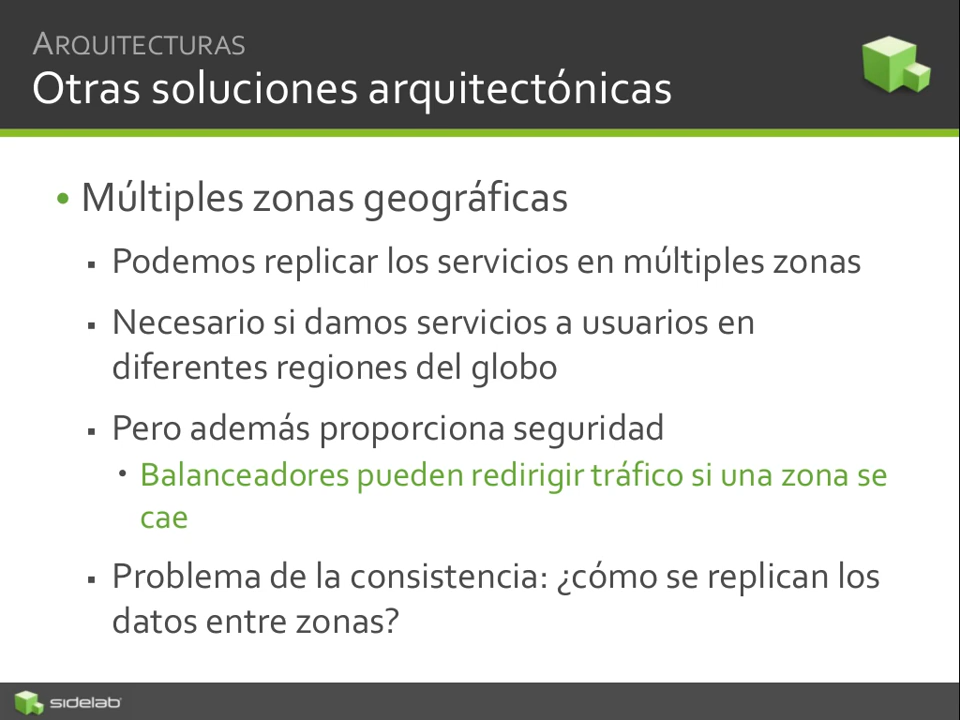 ARQUITECTURAS
Otras soluciones arquitectónicas
• Múltiples zonas geográficas
▪ Podemos replicar los servicios en múltiples zonas
▪ Necesario si damos servicios a usuarios en
diferentes regiones del globo
▪ Pero además proporciona seguridad
• Balanceadores pueden redirigir tráfico si una zona se
cae
▪ Problema de la consistencia: ¿cómo se replican los
datos entre zonas?
sidelab